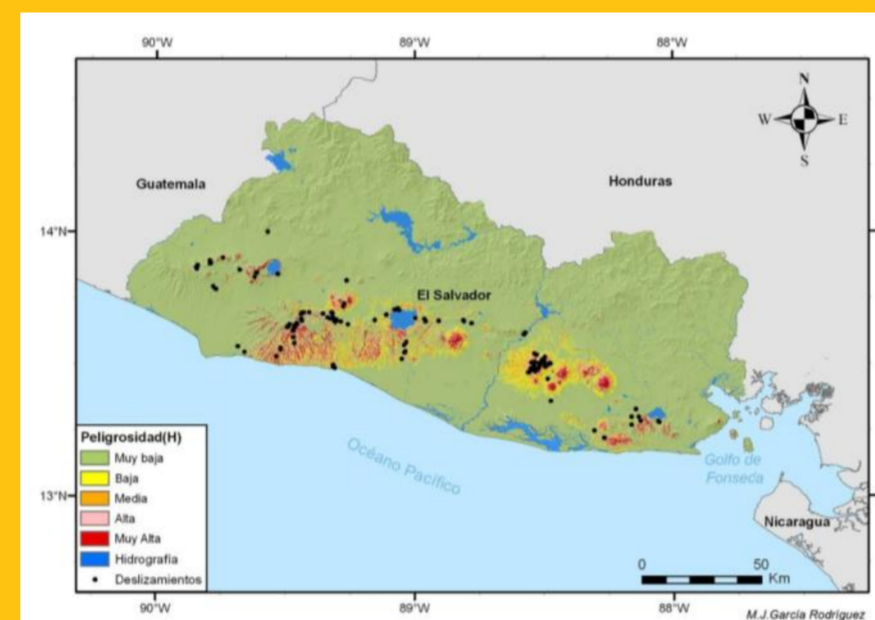 90°W 89°W 88°W
N
W E
S
Guatemala
Honduras
14°N
El Salvador
Peligrosidad(H)
Muy baja
Baja
Media
Alta
Muy Alta
Hidrografía
Deslizamientos
Océano Pacífico
Golfo de
Fonseca
13°N
Nicaragua
0 50
Km
90°W 89°W 88°W
M.J.García Rodríguez